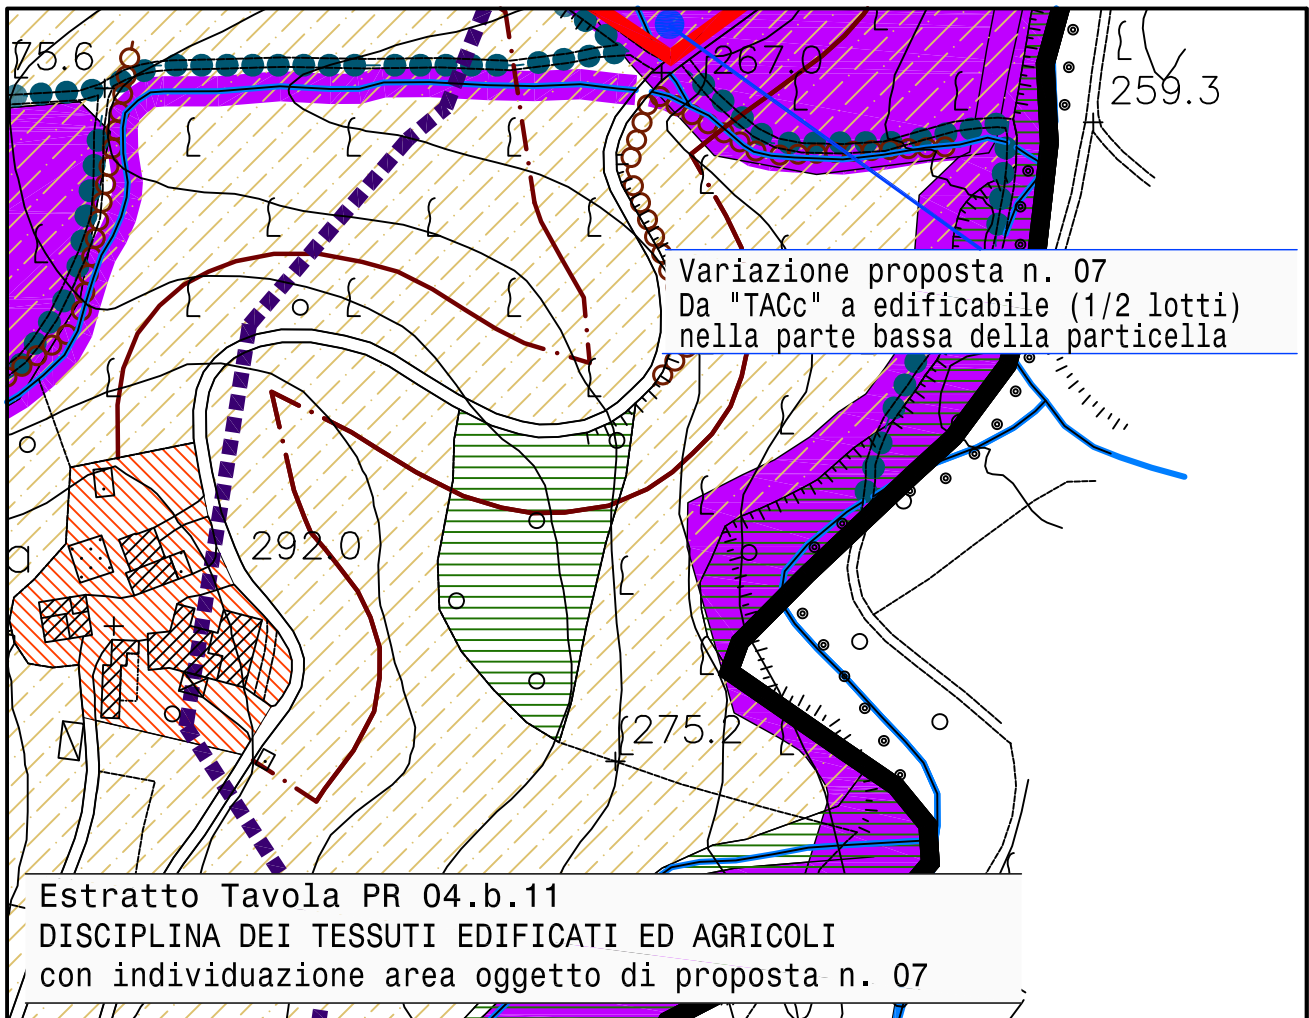 75.6
267.0
259.3
Variazione proposta n. 07
Da "TACc" a edificabile (1/2 lotti)
nella parte bassa della particella
292.0
a
275.2
Estratto Tavola PR 04.b.11
DISCIPLINA DEI TESSUTI EDIFICATI ED AGRICOLI
con individuazione area oggetto di proposta n. 07